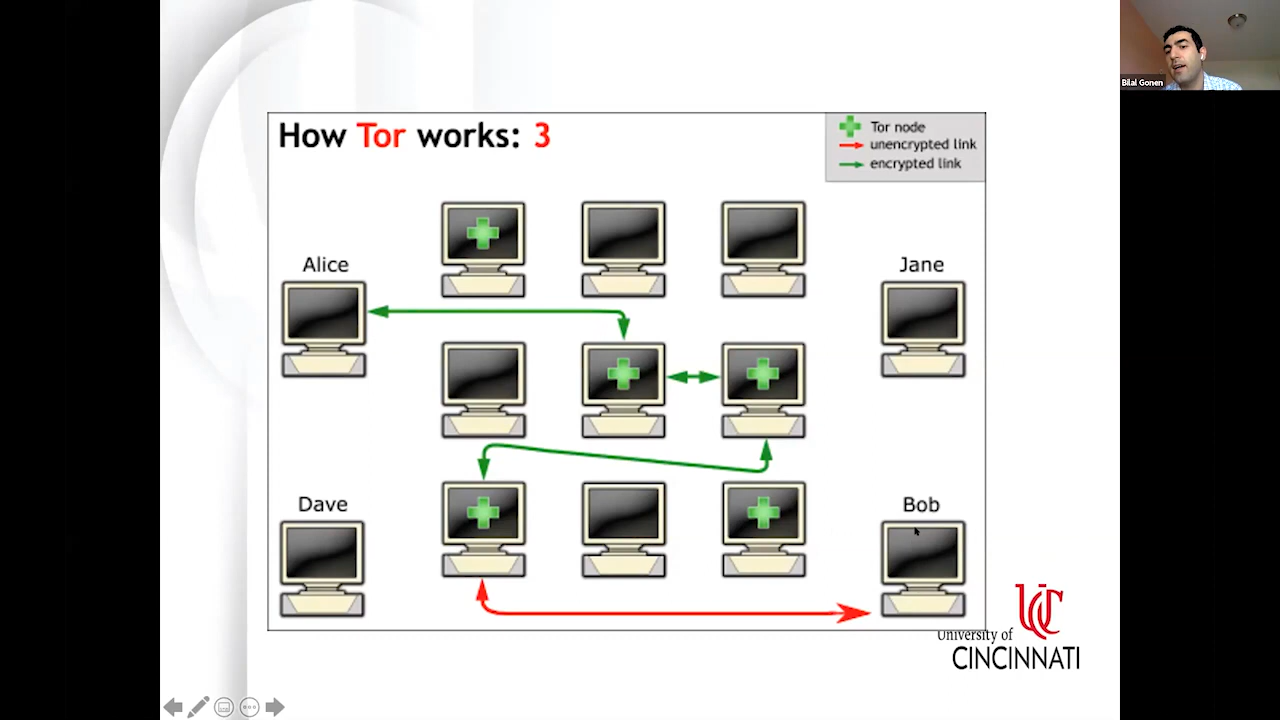 Bilal Gonen
How Tor works: 3
Tor node
unencrypted link
encrypted link
Alice
Jane
Dave
Bob
UC
University of
CINCINNATI